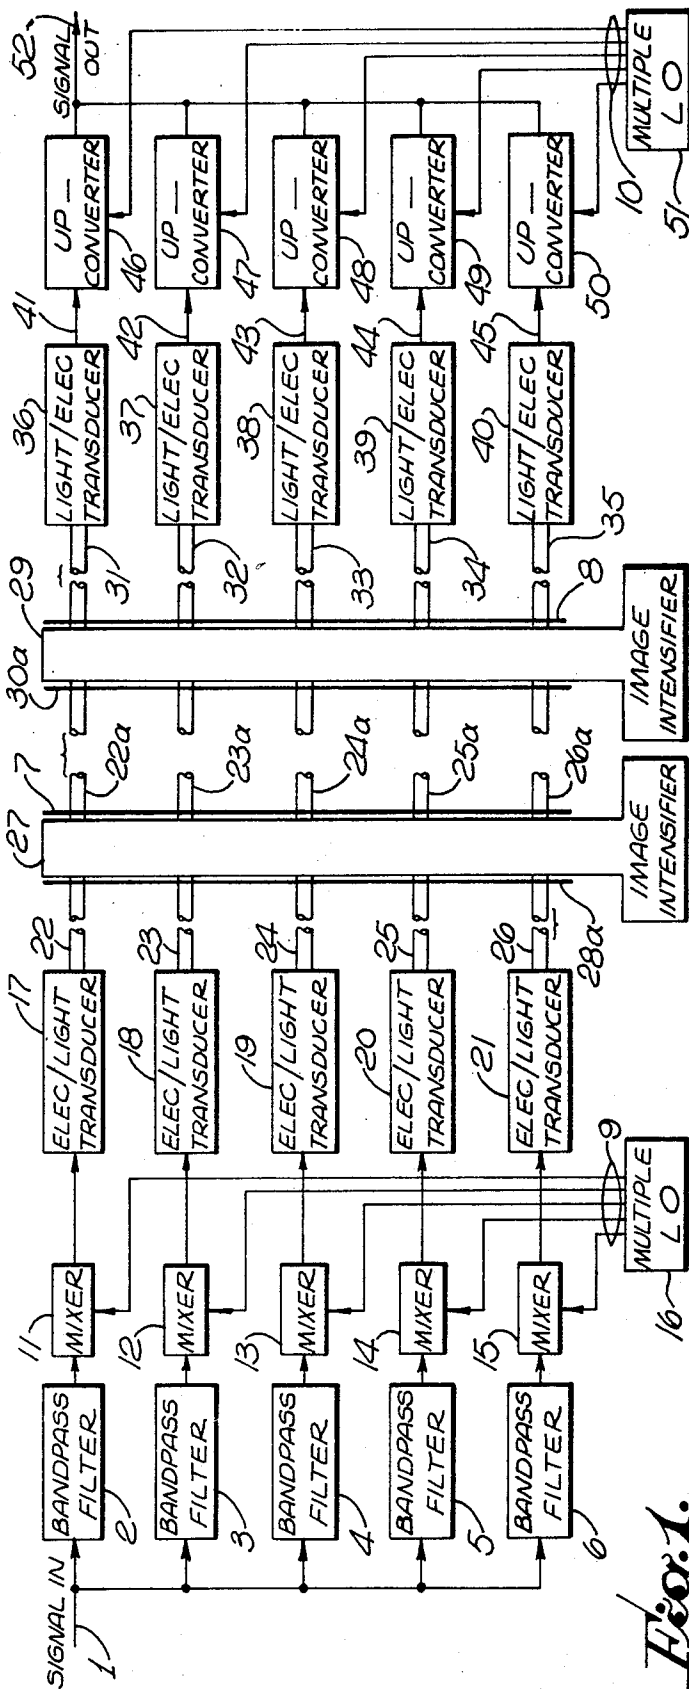 SIGNAL IN
1
BANDPASS
FILTER
2
BANDPASS
FILTER
3
BANDPASS
FILTER
4
BANDPASS
FILTER
5
BANDPASS
FILTER
6
11
MIXER
12
MIXER
13
MIXER
14
MIXER
15
MIXER
9
MULTIPLE
LO
16
17
ELEC/LIGHT
TRANSDUCER
18
ELEC/LIGHT
TRANSDUCER
19
ELEC/LIGHT
TRANSDUCER
20
ELEC/LIGHT
TRANSDUCER
21
ELEC/LIGHT
TRANSDUCER
22
23
24
25
26
28a
27
7
IMAGE
INTENSIFIER
22a
23a
24a
25a
26a
30a
29
8
IMAGE
INTENSIFIER
31
32
33
34
35
36
LIGHT/ELEC
TRANSDUCER
37
LIGHT/ELEC
TRANSDUCER
38
LIGHT/ELEC
TRANSDUCER
39
LIGHT/ELEC
TRANSDUCER
40
LIGHT/ELEC
TRANSDUCER
41
42
43
44
45
UP-
CONVERTER
46
UP-
CONVERTER
47
UP-
CONVERTER
48
UP-
CONVERTER
49
UP-
CONVERTER
50
10
MULTIPLE
LO
51
52
SIGNAL
OUT
Fig.1.